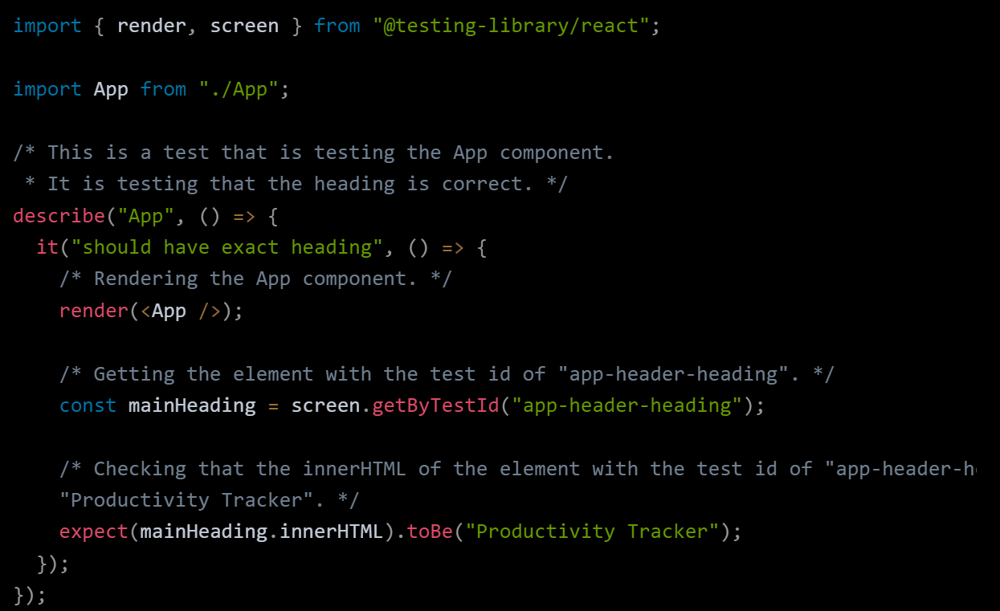 import { render, screen } from "@testing-library/react";
import App from "./App";
/* This is a test that is testing the App component.
 * It is testing that the heading is correct. */
describe("App", () => {
  it("should have exact heading", () => {
    /* Rendering the App component. */
    render(<App />);
    /* Getting the element with the test id of "app-header-heading". */
    const mainHeading = screen.getByTestId("app-header-heading");
    /* Checking that the innerHTML of the element with the test id of "app-header-h
    "Productivity Tracker". */
    expect(mainHeading.innerHTML).toBe("Productivity Tracker");
  });
});